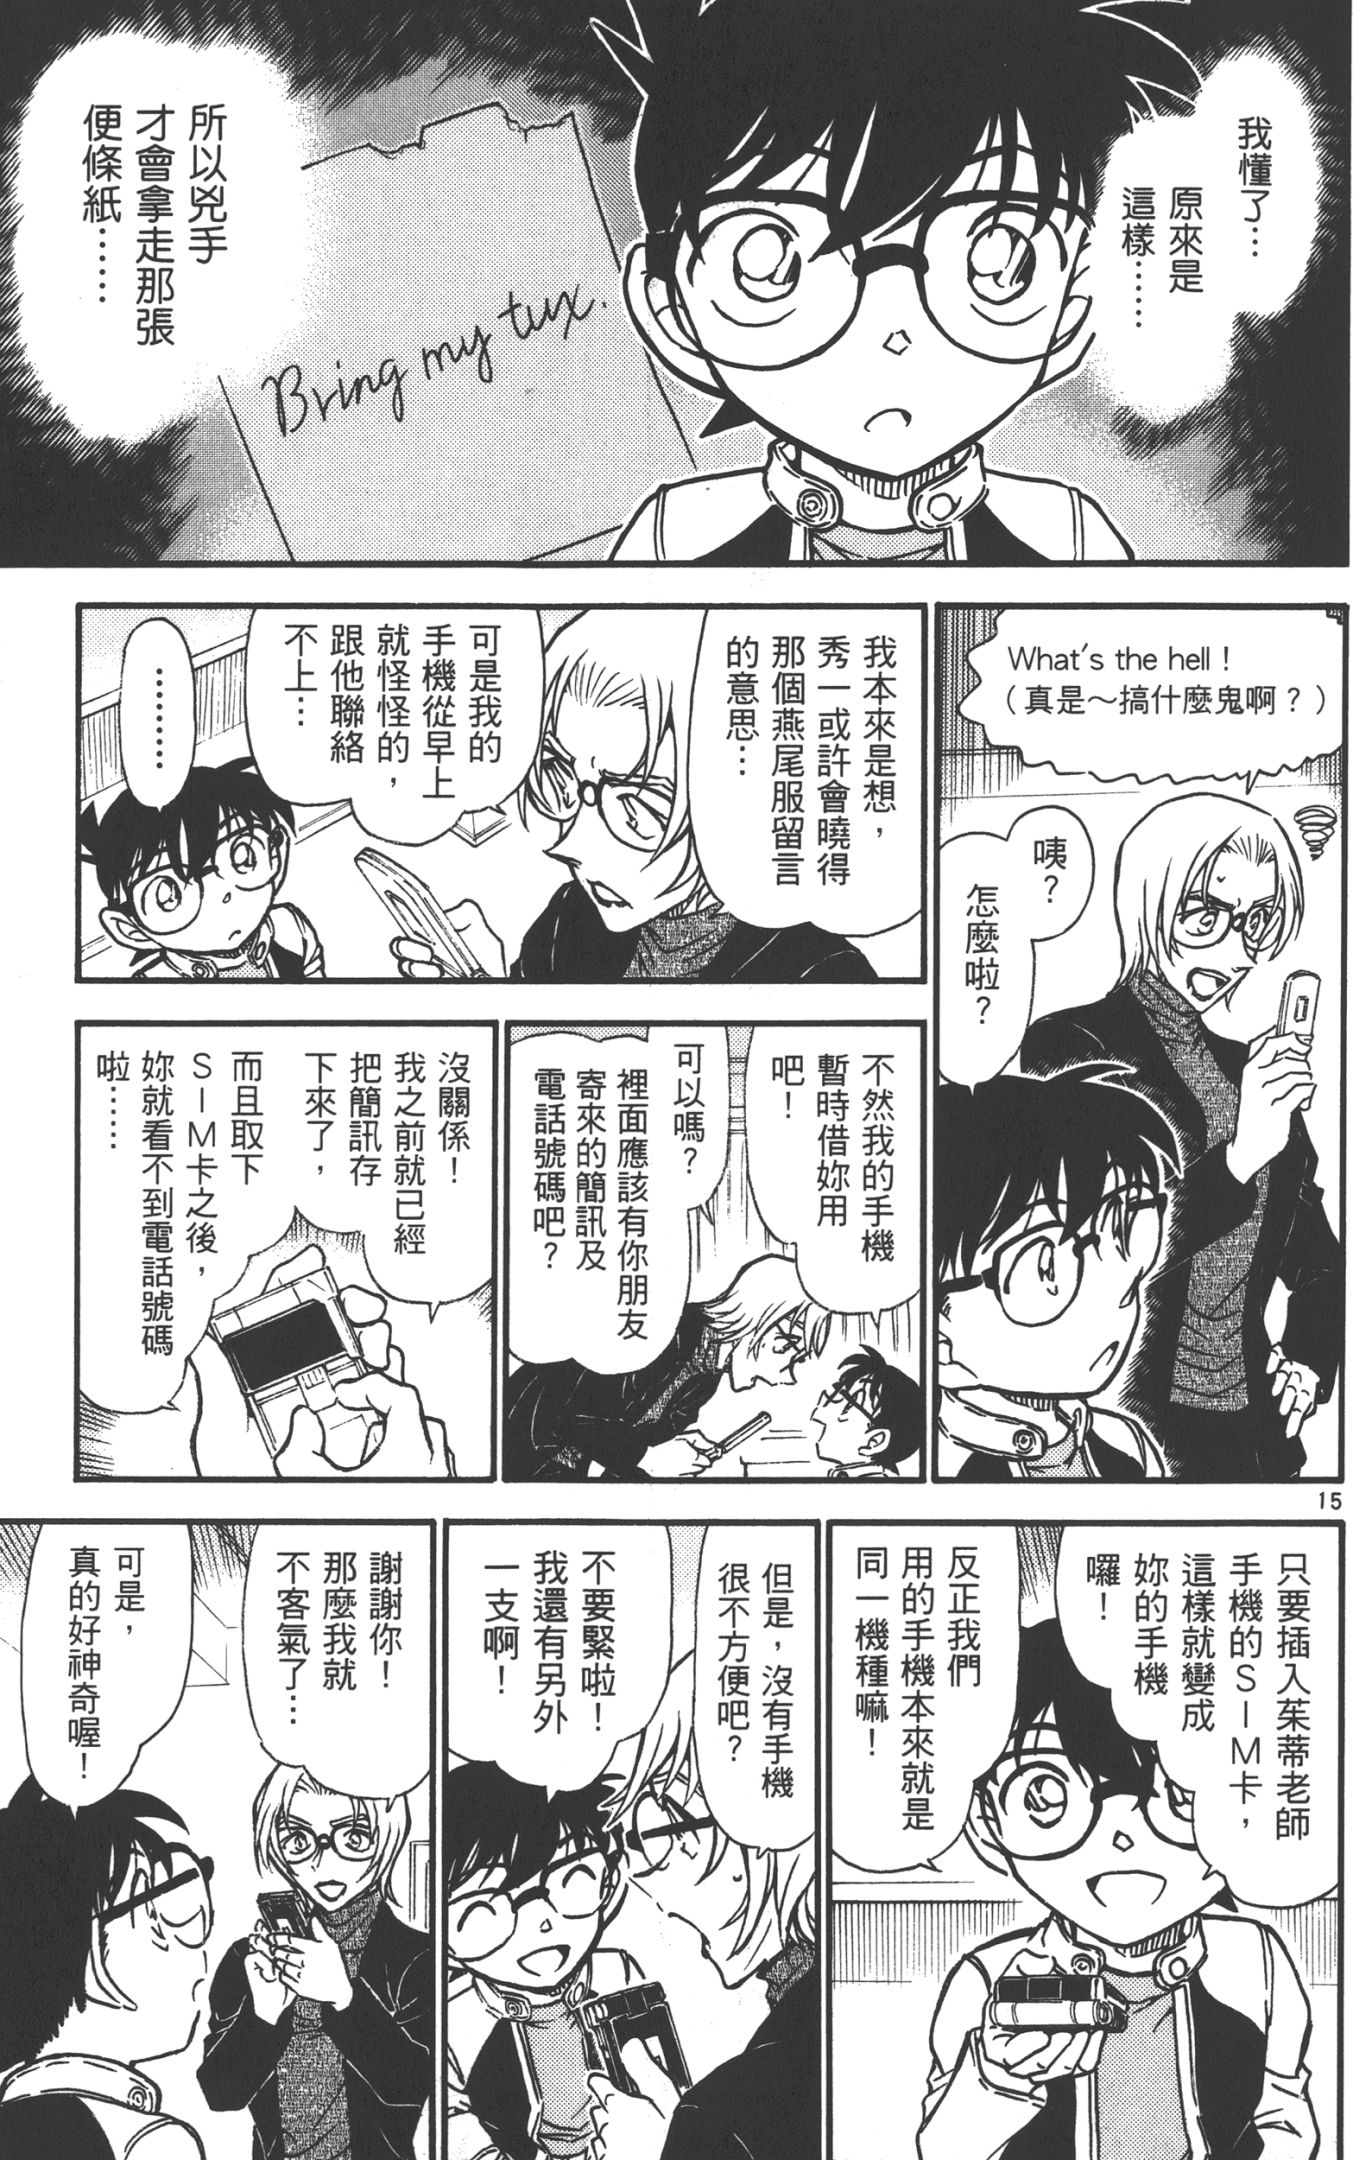 我懂了…
原來是
這樣……
Bring my tux.
所以兇手
才會拿走那張
便條紙……
What's the hell！
（真是～搞什麼鬼啊？）
咦？
怎麼啦？
我本來是想，
秀一或許會曉得
那個燕尾服留言
的意思…
可是我的
手機從早上
就怪怪的，
跟他聯絡
不上…
………
不然我的手機
暫時借妳用
吧！
可以嗎？
裡面應該有你朋友
寄來的簡訊及
電話號碼吧？
沒關係！
我之前就已經
把簡訊存
下來了，
而且取下
SIM卡之後，
妳就看不到電話號碼
啦……
15
只要插入茱蒂老師
手機的SIM卡，
這樣就變成
妳的手機
囉！
反正我們
用的手機本來就是
同一機種嘛！
但是，沒有手機
很不方便吧？
不要緊啦！
我還有另外
一支啊！
謝謝你！
那麼我就
不客氣了…
可是，
真的好神奇喔！